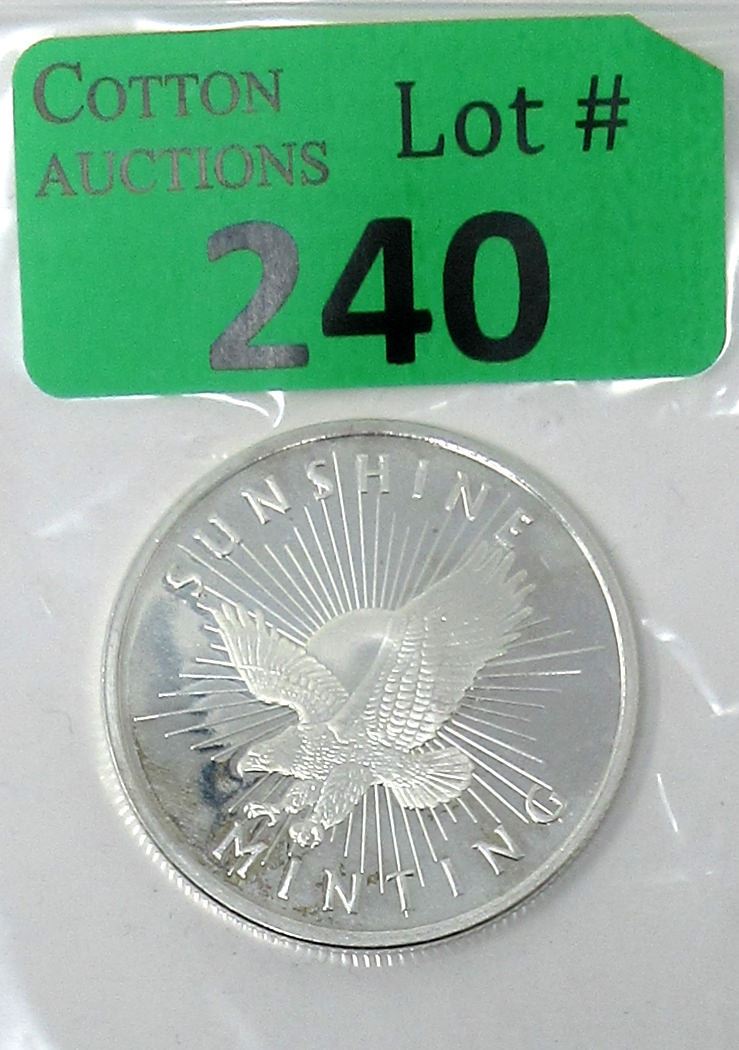 COTTON
AUCTIONS
Lot #
240
SUNSHINE
MINTING